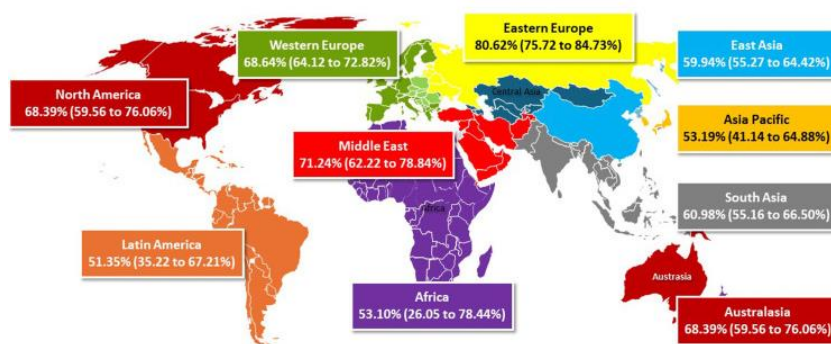 Eastern Europe
80.62% (75.72 to 84.73%)
Western Europe
68.64% (64.12 to 72.82%)
East Asia
59.94% (55.27 to 64.42%)
North America
68.39% (59.56 to 76.06%)
Central Asia
Asia Pacific
53.19% (41.14 to 64.88%)
Middle East
71.24% (62.22 to 78.84%)
South Asia
60.98% (55.16 to 66.50%)
Africa
Latin America
51.35% (35.22 to 67.21%)
Austrasia
Africa
53.10% (26.05 to 78.44%)
Australasia
68.39% (59.56 to 76.06%)